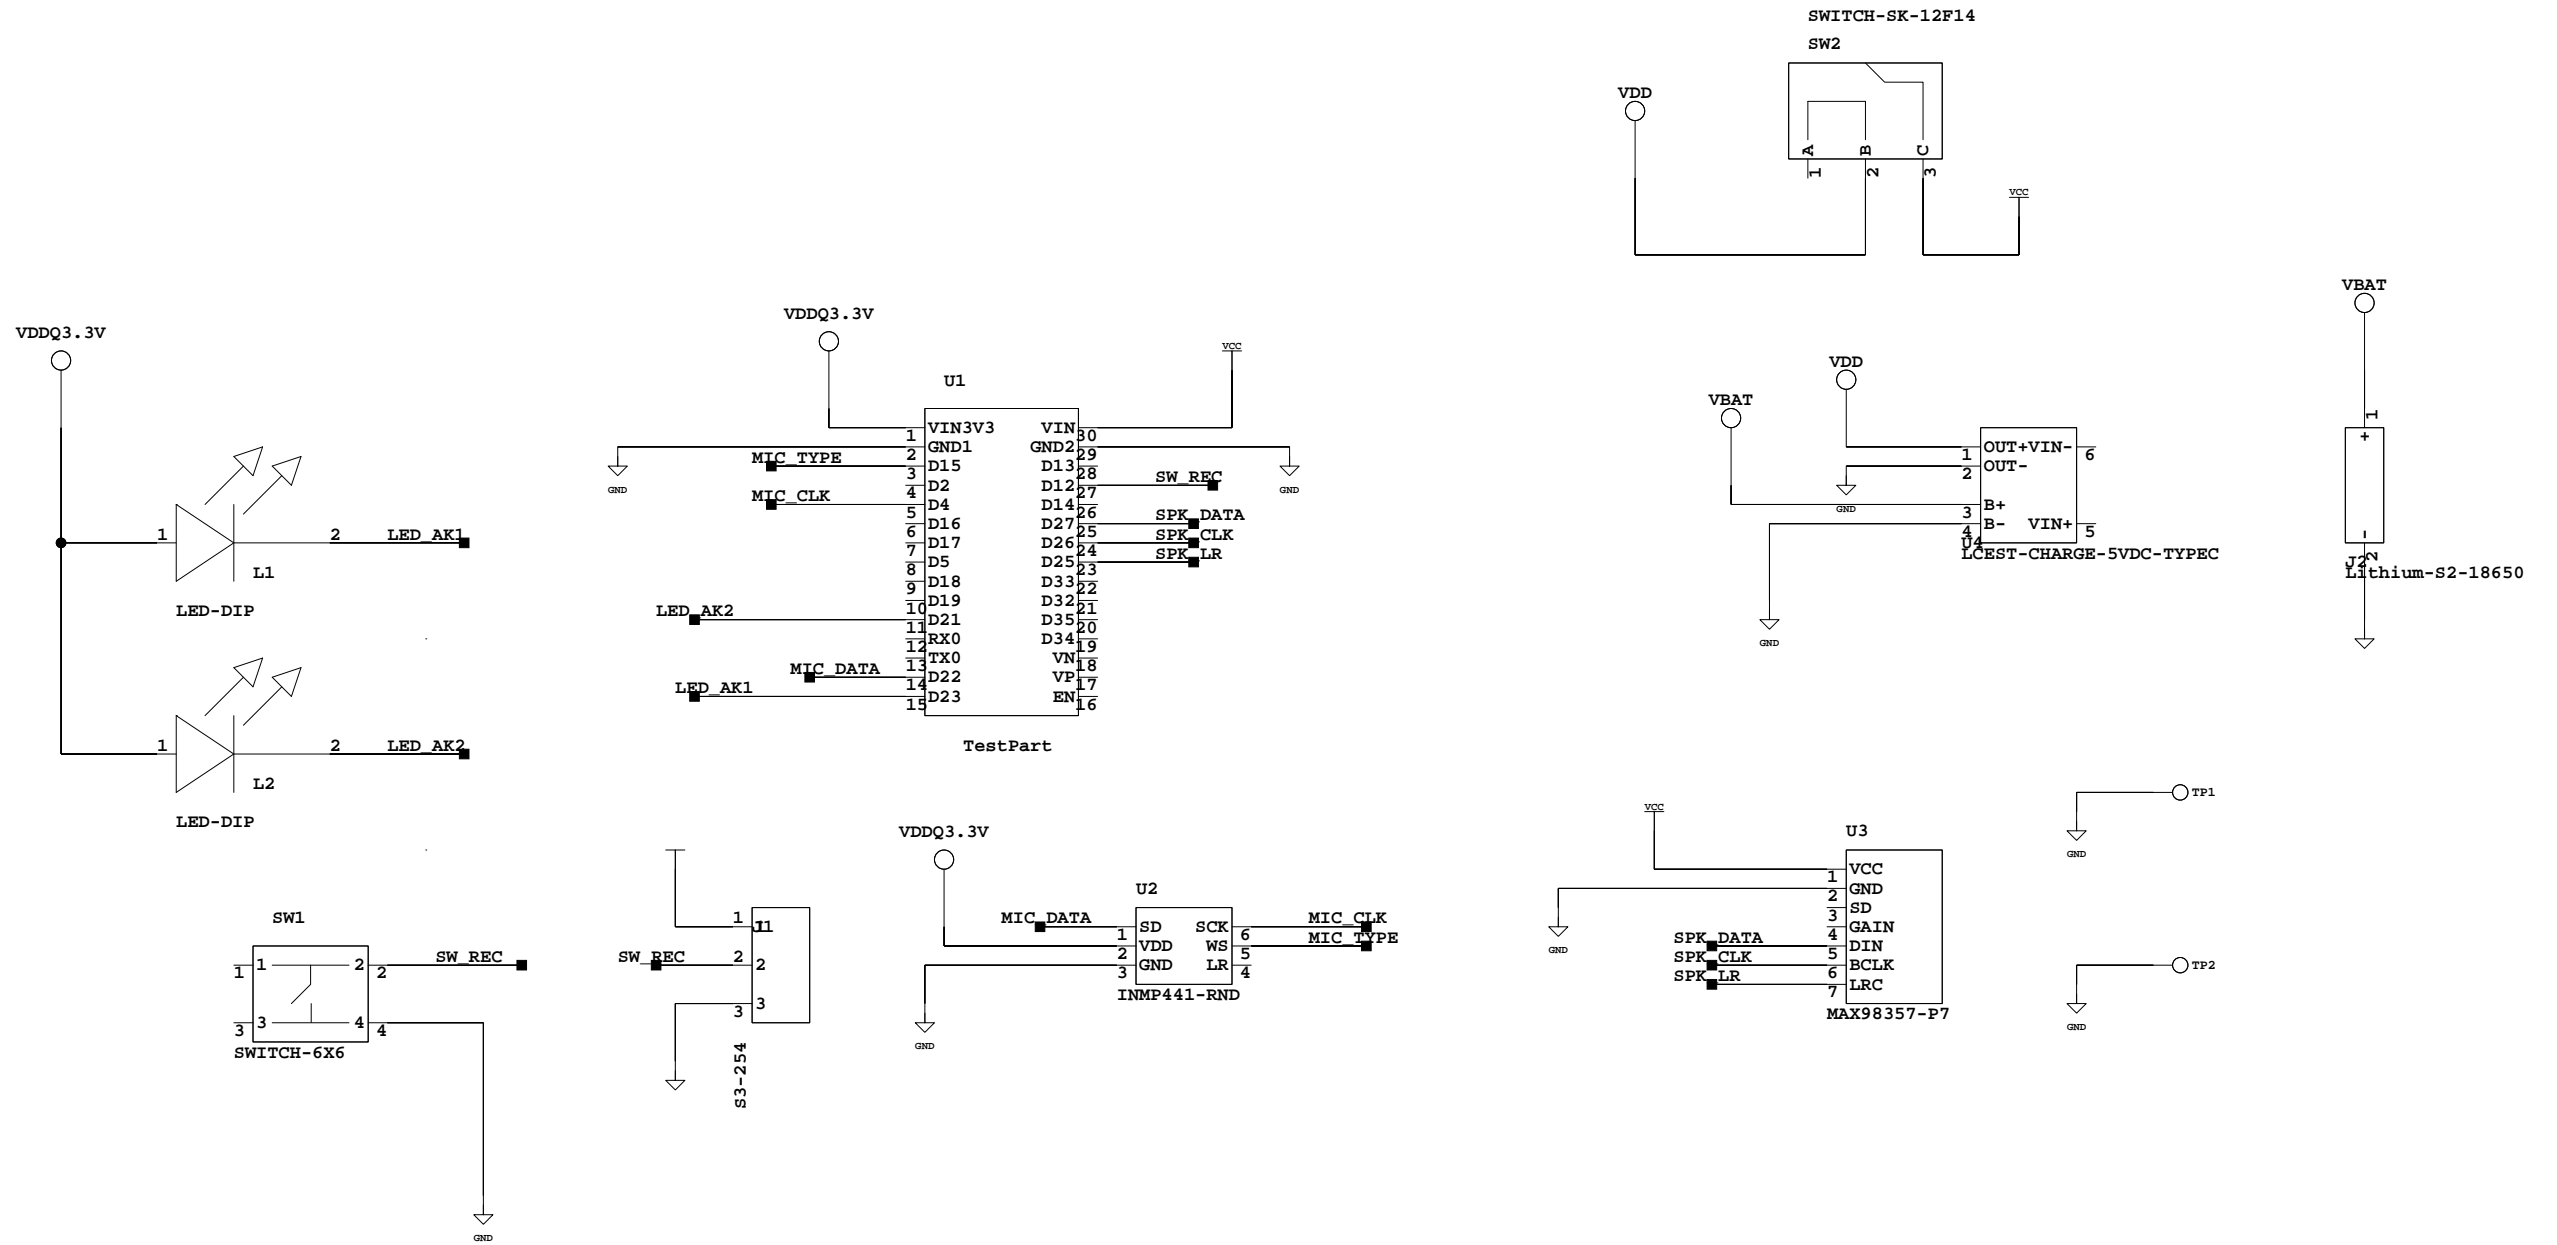 SWITCH-SK-12F14
SW2
A
B
C
1
2
3
VDD
VCC
VDDQ3.3V
1
2
LED_AK1
L1
LED-DIP
1
2
LED_AK2
L2
LED-DIP
VDDQ3.3V
VCC
U1
VIN3V3
VIN
1
30
GND1
GND2
2
29
MIC_TYPE
D15
D13
3
28
D2
D12
SW_REC
4
27
MIC_CLK
D4
D14
5
26
D16
D27
SPK_DATA
6
25
D17
D26
SPK_CLK
7
24
D5
D25
SPK_LR
8
23
D18
D33
9
22
D19
D32
10
21
LED_AK2
D21
D35
11
20
RX0
D34
12
19
TX0
VN
13
18
MIC_DATA
D22
VP
14
17
LED_AK1
D23
EN
15
16
GND
GND
TestPart
VBAT
VDD
OUT+
VIN-
1
6
OUT-
2
GND
B+
3
B-
VIN+
4
5
U4
LCEST-CHARGE-5VDC-TYPEC
GND
VBAT
1
+
-
2
J2
Lithium-S2-18650
SW1
1
1
2
2
SW_REC
3
3
4
4
SWITCH-6X6
GND
1
J1
1
SW_REC
2
2
3
3
S3-254
VDDQ3.3V
U2
MIC_DATA
SD
SCK
MIC_CLK
1
6
VDD
WS
MIC_TYPE
2
5
GND
LR
3
4
INMP441-RND
GND
VCC
U3
VCC
1
GND
2
SD
3
GAIN
4
SPK_DATA
DIN
5
SPK_CLK
BCLK
6
SPK_LR
LRC
7
MAX98357-P7
GND
TP1
GND
TP2
GND